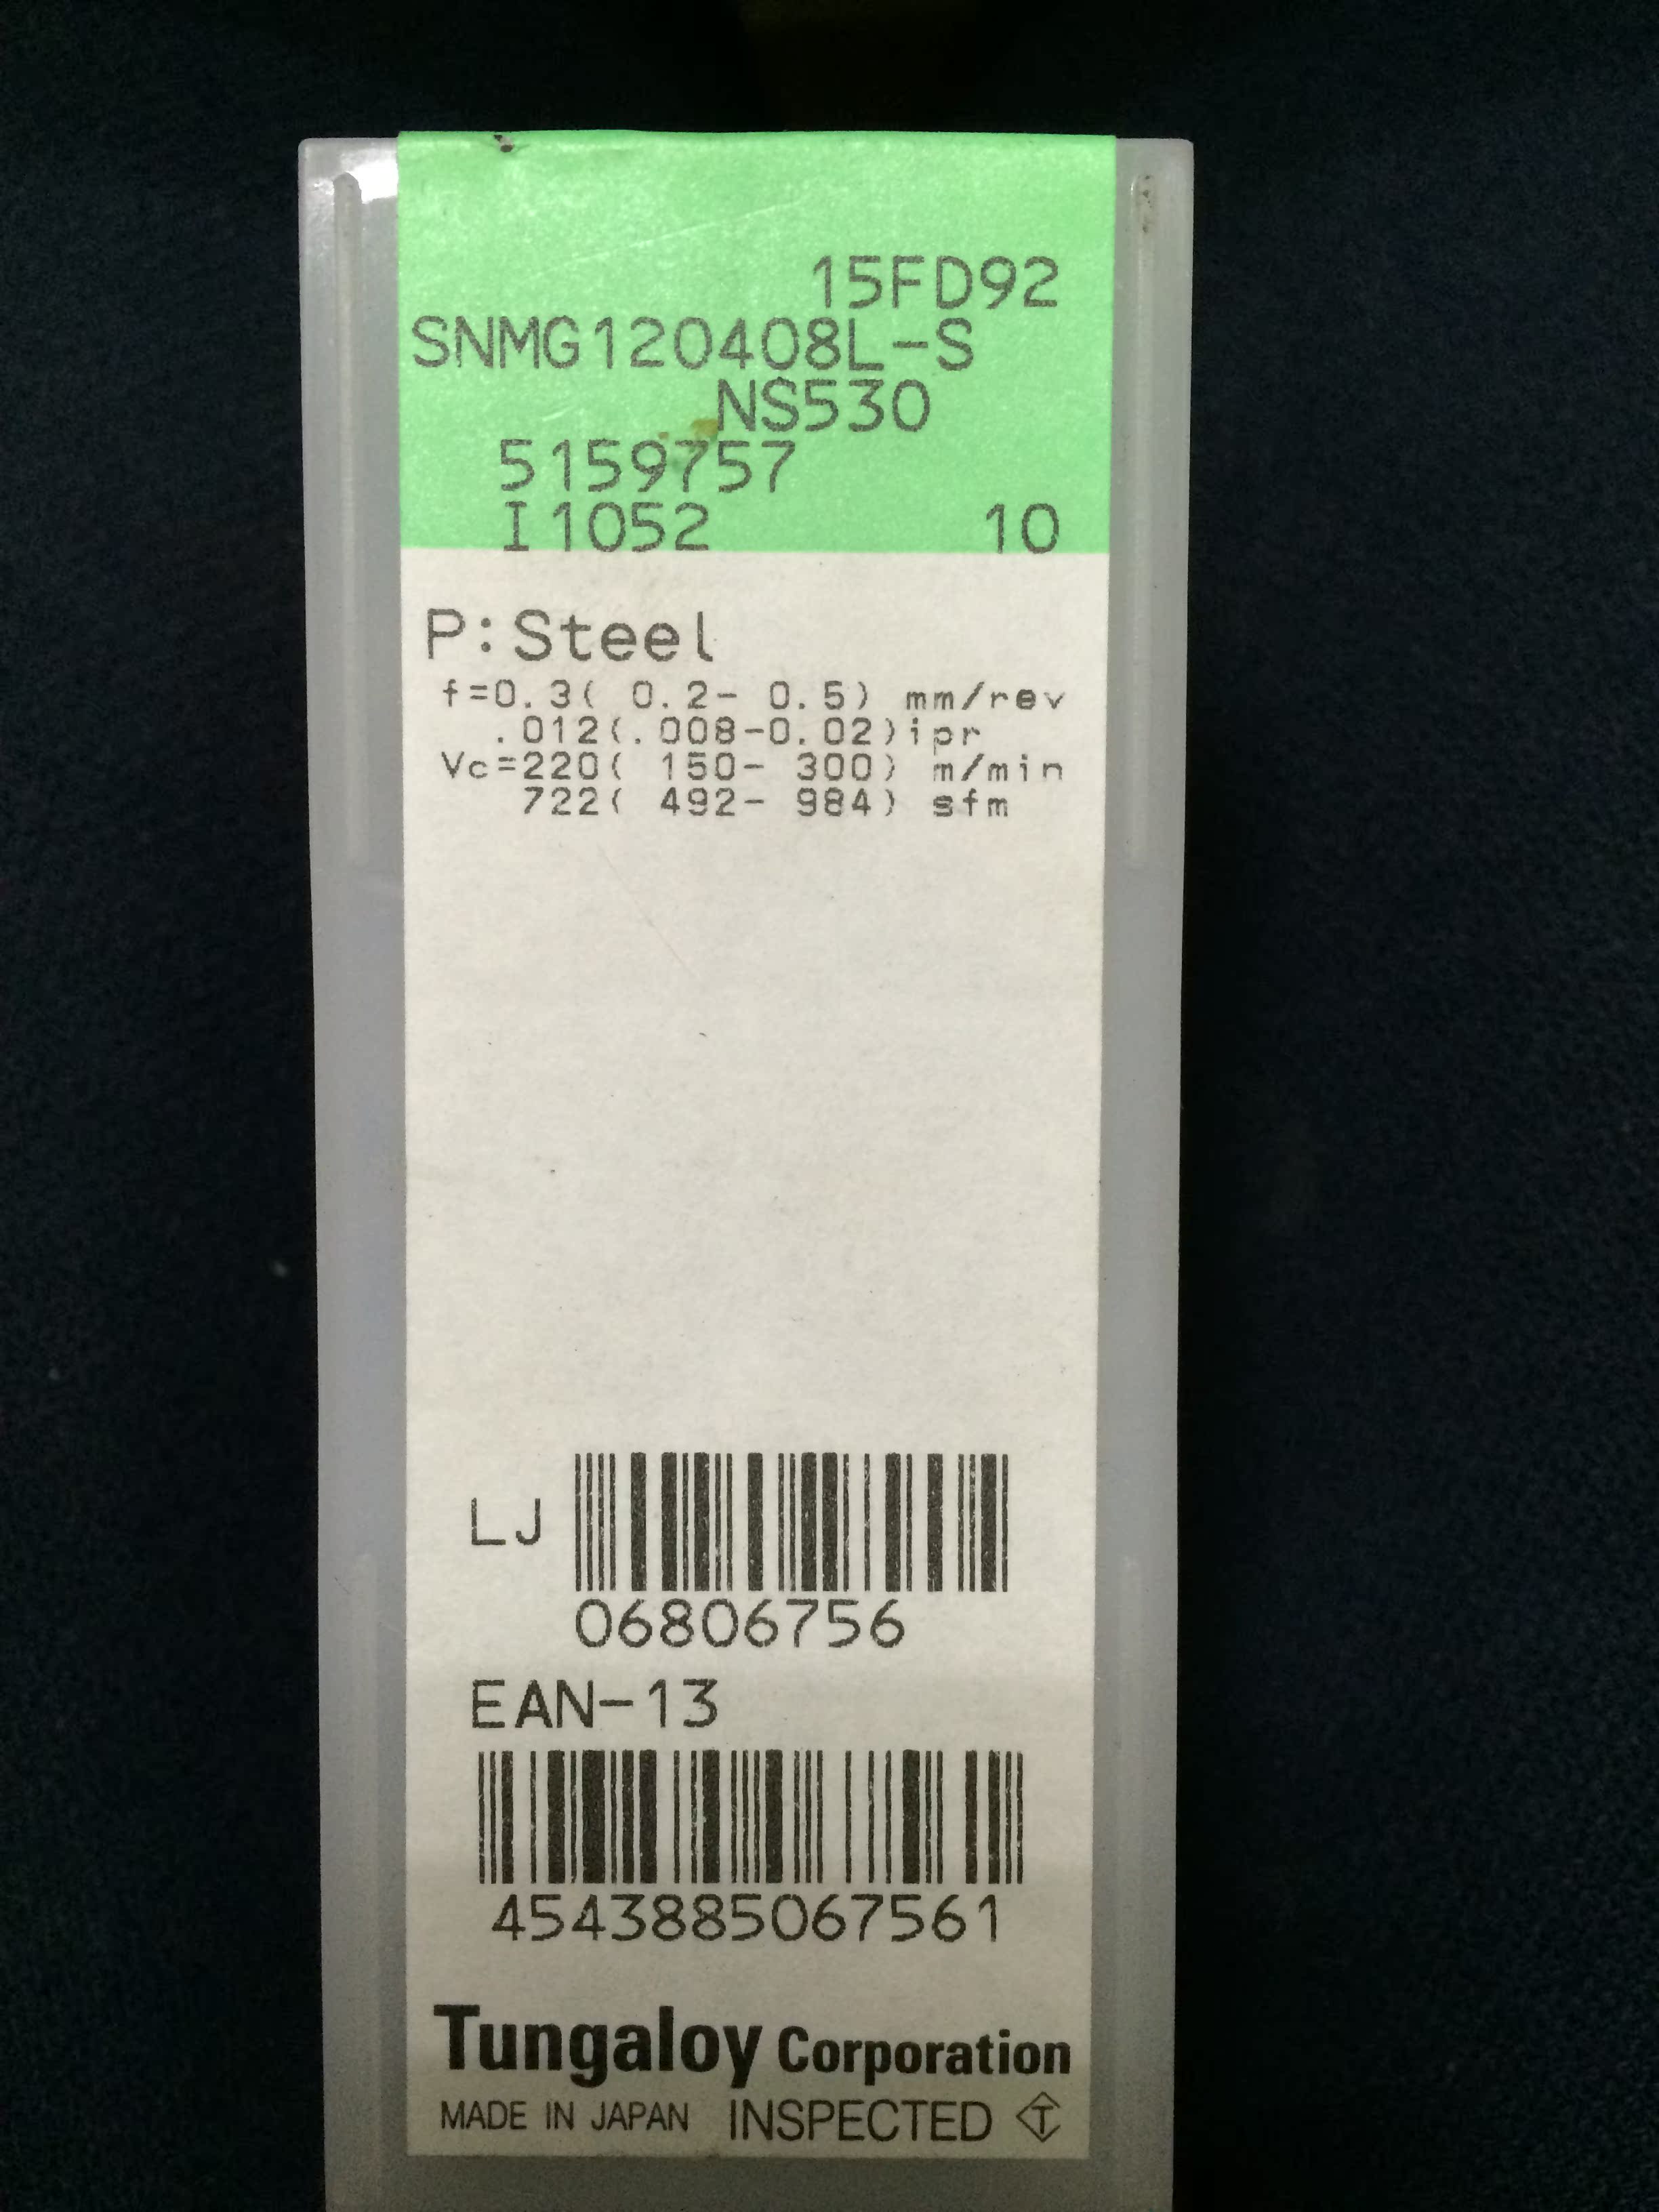 15FD92
SNMG120408L-S
NS530
5159757
I1052 10
P:Steel
f=0.3( 0.2- 0.5) mm/rev
.012(.008-0.02)ipr
Vc=220( 150- 300) m/min
722( 492- 984) sfm
LJ
06806756
EAN-13
4543885067561
Tungaloy Corporation
MADE IN JAPAN INSPECTED T